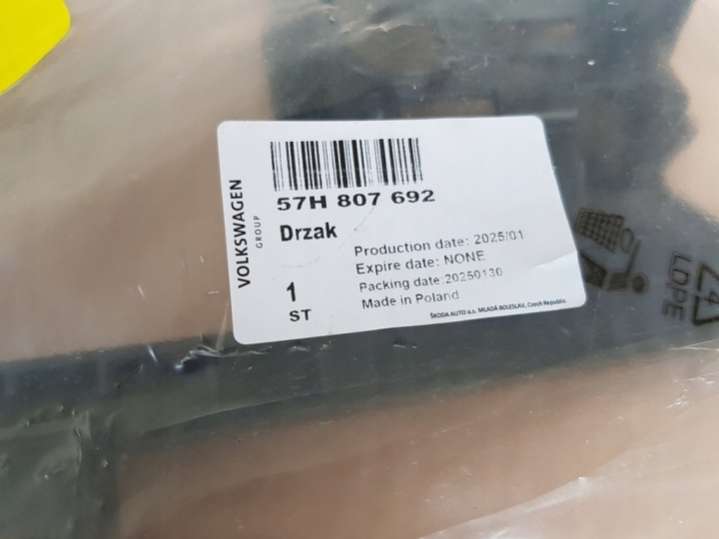 VOLKSWAGEN
GROUP
57H 807 692
Drzak
Production date: 2025/01
Expire date: NONE
Packing date:20250130
Made in Poland
1
ST
ŠKODA AUTO a.s. MLADÁ BOLESLAV, Czech Republic
4
LDPE